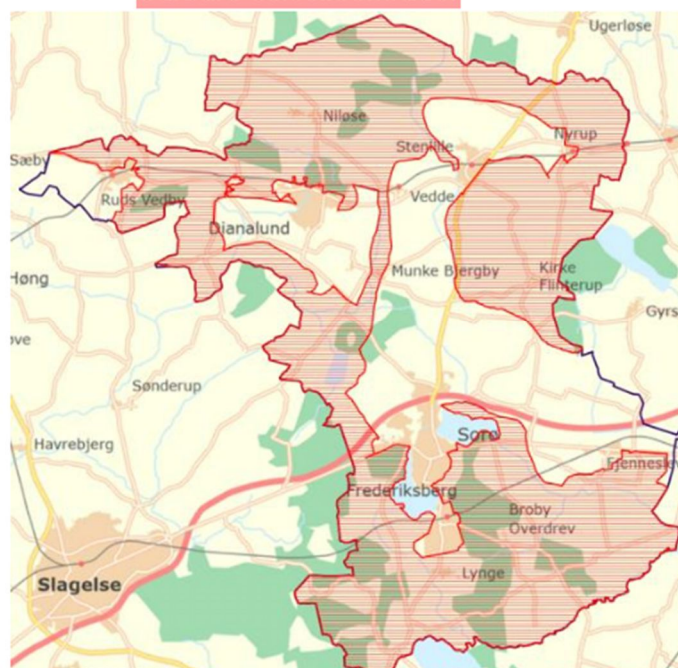 Ugerløse
Niløse
Stenlille
Nyrup
Sæby
Ruds Vedby
Vedde
Dianalund
Munke Bjergby
Kirke
Flinterup
Høng
Gyrs
ove
Sønderup
Havrebjerg
Sorø
Fjenneslev
Frederiksberg
Broby
Overdrev
Slagelse
Lynge